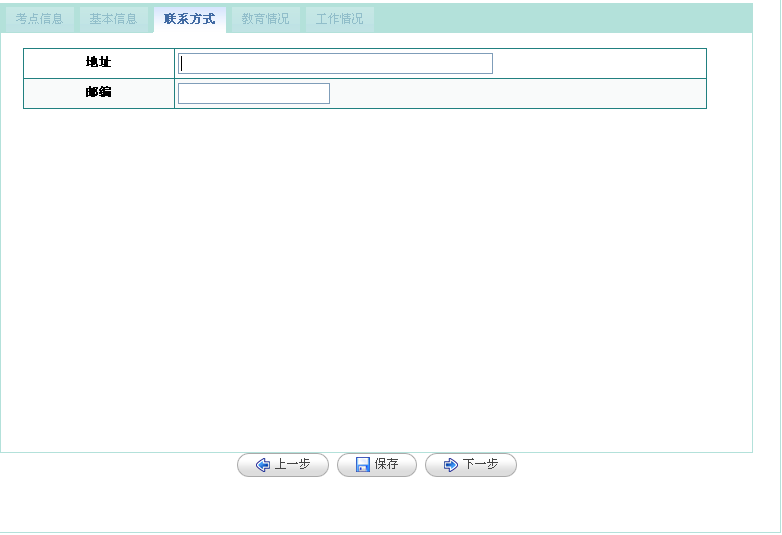 考点信息 基本信息 联系方式 教育情况 工作情况
地址
邮编
上一步 保存 下一步